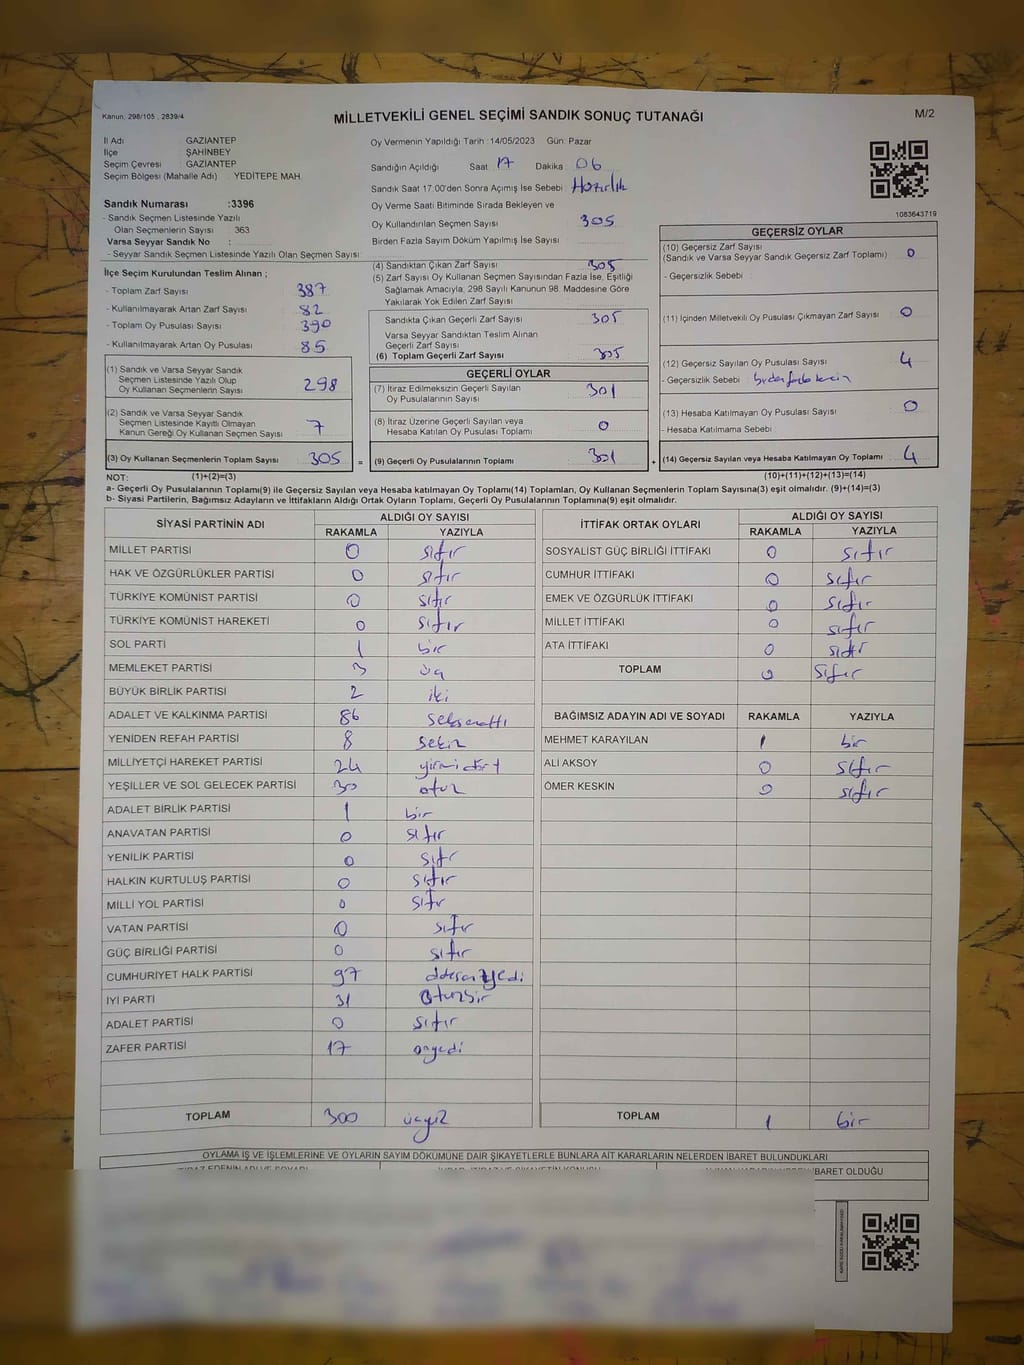 Kanun, 298/105 , 2839/4
MİLLETVEKİLİ GENEL SEÇİMİ SANDIK SONUÇ TUTANAĞI
M/2
İl Adı GAZİANTEP
İlçe ŞAHİNBEY
Seçim Çevresi GAZİANTEP
Seçim Bölgesi (Mahalle Adı) YEDİTEPE MAH.
Oy Vermenin Yapıldığı Tarih :14/05/2023 Gün: Pazar
Sandığın Açıldığı Saat 17 Dakika 06
Sandık Saat 17.00'den Sonra Açımış İse Sebebi Hazırlık
Sandık Numarası :3396
- Sandık Seçmen Listesinde Yazılı
Olan Seçmenlerin Sayısı 363
Varsa Seyyar Sandık No :
- Seyyar Sandık Seçmen Listesinde Yazılı Olan Seçmen Sayısı
Oy Verme Saati Bitiminde Sırada Bekleyen ve
Oy Kullandırılan Seçmen Sayısı 305
Birden Fazla Sayım Döküm Yapılmış İse Sayısı
1083643719
İlçe Seçim Kurulundan Teslim Alınan ;
- Toplam Zarf Sayısı 387
- Kullanılmayarak Artan Zarf Sayısı 82
- Toplam Oy Pusulası Sayısı 390
- Kullanılmayarak Artan Oy Pusulası 85
(1) Sandık ve Varsa Seyyar Sandık
Seçmen Listesinde Yazılı Olup
Oy Kullanan Seçmenlerin Sayısı 298
(2) Sandık ve Varsa Seyyar Sandık
Seçmen Listesinde Kayıtlı Olmayan
Kanun Gereği Oy Kullanan Seçmen Sayısı 7
(3) Oy Kullanan Seçmenlerin Toplam Sayısı 305 =
(1)+(2)=(3)
(4) Sandıktan Çıkan Zarf Sayısı 305
(5) Zarf Sayısı Oy Kullanan Seçmen Sayısından Fazla İse, Eşitliği
Sağlamak Amacıyla, 298 Sayılı Kanunun 98. Maddesine Göre
Yakılarak Yok Edilen Zarf Sayısı
Sandıkta Çıkan Geçerli Zarf Sayısı 305
Varsa Seyyar Sandıktan Teslim Alınan
Geçerli Zarf Sayısı
(6) Toplam Geçerli Zarf Sayısı 305
GEÇERLİ OYLAR
(7) İtiraz Edilmeksizin Geçerli Sayılan
Oy Pusulalarının Sayısı 301
(8) İtiraz Üzerine Geçerli Sayılan veya
Hesaba Katılan Oy Pusulası Toplamı 0
(9) Geçerli Oy Pusulalarının Toplamı 301 +
GEÇERSİZ OYLAR
(10) Geçersiz Zarf Sayısı
(Sandık ve Varsa Seyyar Sandık Geçersiz Zarf Toplamı) 0
- Geçersizlik Sebebi
(11) İçinden Milletvekili Oy Pusulası Çıkmayan Zarf Sayısı 0
(12) Geçersiz Sayılan Oy Pusulası Sayısı 4
- Geçersizlik Sebebi
(13) Hesaba Katılmayan Oy Pusulası Sayısı 0
- Hesaba Katılmama Sebebi
(14) Geçersiz Sayılan veya Hesaba Katılmayan Oy Toplamı 4
(10)+(11)+(12)+(13)=(14)
NOT:
a- Geçerli Oy Pusulalarının Toplamı(9) ile Geçersiz Sayılan veya Hesaba katılmayan Oy Toplamı(14) Toplamları, Oy Kullanan Seçmenlerin Toplam Sayısına(3) eşit olmalıdır. (9)+(14)=(3)
b- Siyasi Partilerin, Bağımsız Adayların ve İttifakların Aldığı Ortak Oyların Toplamı, Geçerli Oy Pusulalarının Toplamına(9) eşit olmalıdır.
SİYASİ PARTİNİN ADI ALDIĞI OY SAYISI
RAKAMLA YAZIYLA
MİLLET PARTİSİ 0 sıfır
HAK VE ÖZGÜRLÜKLER PARTİSİ 0 sıfır
TÜRKİYE KOMÜNİST PARTİSİ 0 sıfır
TÜRKİYE KOMÜNİST HAREKETİ 0 sıfır
SOL PARTİ 1 bir
MEMLEKET PARTİSİ 3 üç
BÜYÜK BİRLİK PARTİSİ 2 iki
ADALET VE KALKINMA PARTİSİ 86 seksenaltı
YENİDEN REFAH PARTİSİ 8 sekiz
MİLLİYETÇİ HAREKET PARTİSİ 24 yirmidört
YEŞİLLER VE SOL GELECEK PARTİSİ 30 otuz
ADALET BİRLİK PARTİSİ 1 bir
ANAVATAN PARTİSİ 0 sıfır
YENİLİK PARTİSİ 0 sıfır
HALKIN KURTULUŞ PARTİSİ 0 sıfır
MİLLİ YOL PARTİSİ 0 sıfır
VATAN PARTİSİ 0 sıfır
GÜÇ BİRLİĞİ PARTİSİ 0 sıfır
CUMHURİYET HALK PARTİSİ 97 doksanyedi
İYİ PARTİ 31 otuzbir
ADALET PARTİSİ 0 sıfır
ZAFER PARTİSİ 17 onyedi
TOPLAM 300 üçyüz
İTTİFAK ORTAK OYLARI ALDIĞI OY SAYISI
RAKAMLA YAZIYLA
SOSYALİST GÜÇ BİRLİĞİ İTTİFAKI 0 sıfır
CUMHUR İTTİFAKI 0 sıfır
EMEK VE ÖZGÜRLÜK İTTİFAKI 0 sıfır
MİLLET İTTİFAKI 0 sıfır
ATA İTTİFAKI 0 sıfır
TOPLAM 0 sıfır
BAĞIMSIZ ADAYIN ADI VE SOYADI RAKAMLA YAZIYLA
MEHMET KARAYILAN 1 bir
ALİ AKSOY 0 sıfır
ÖMER KESKİN 0 sıfır
TOPLAM 1 bir
OYLAMA İŞ VE İŞLEMLERİNE VE OYLARIN SAYIM DÖKÜMÜNE DAİR ŞİKAYETLERLE BUNLARA AİT KARARLARIN NELERDEN İBARET BULUNDUKLARI
İBARET OLDUĞU